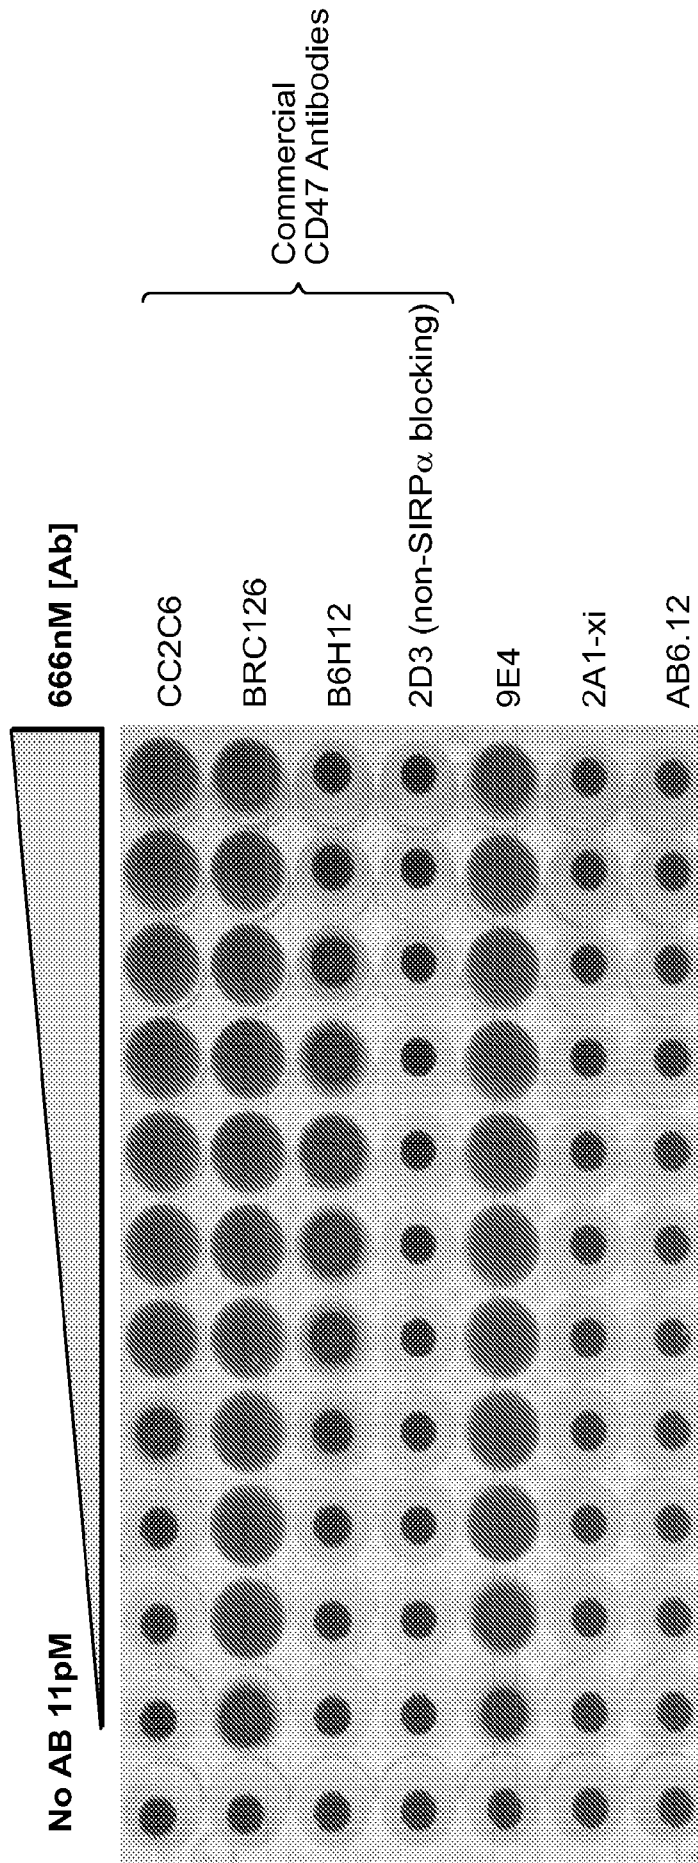 No AB 11pM
666nM [Ab]
CC2C6
BRC126
B6H12
2D3 (non-SIRPα blocking)
9E4
2A1-xi
AB6.12
Commercial
CD47 Antibodies